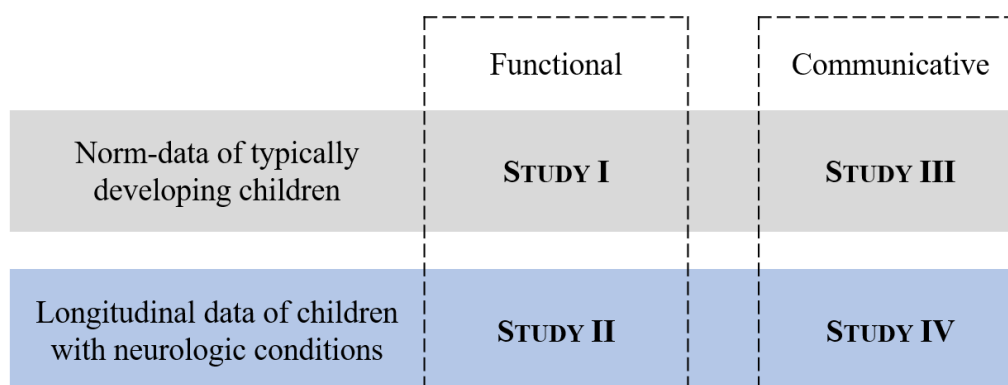 Functional
Communicative
Norm-data of typically
developing children
STUDY I
STUDY III
Longitudinal data of children
with neurologic conditions
STUDY II
STUDY IV